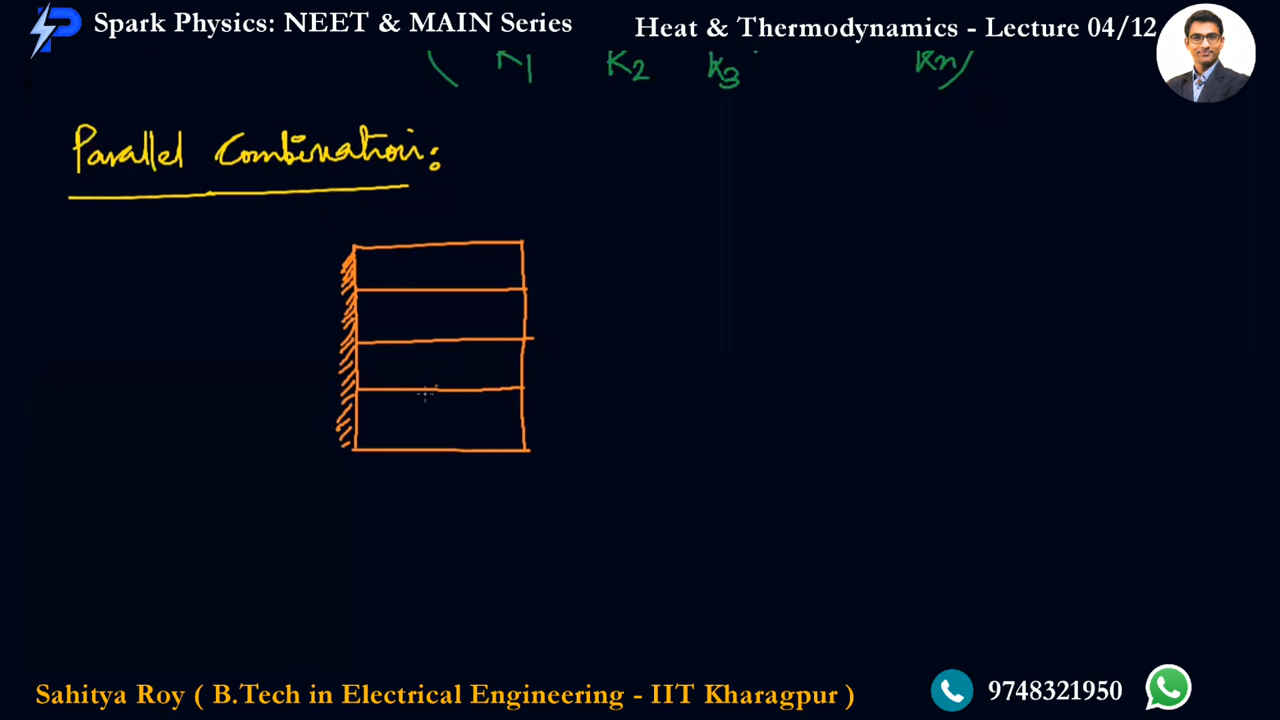 Spark Physics: NEET & MAIN Series
Heat & Thermodynamics - Lecture 04/12
( K1 K2 K3 Kn)
Parallel Combination:
Sahitya Roy ( B.Tech in Electrical Engineering - IIT Kharagpur )
9748321950